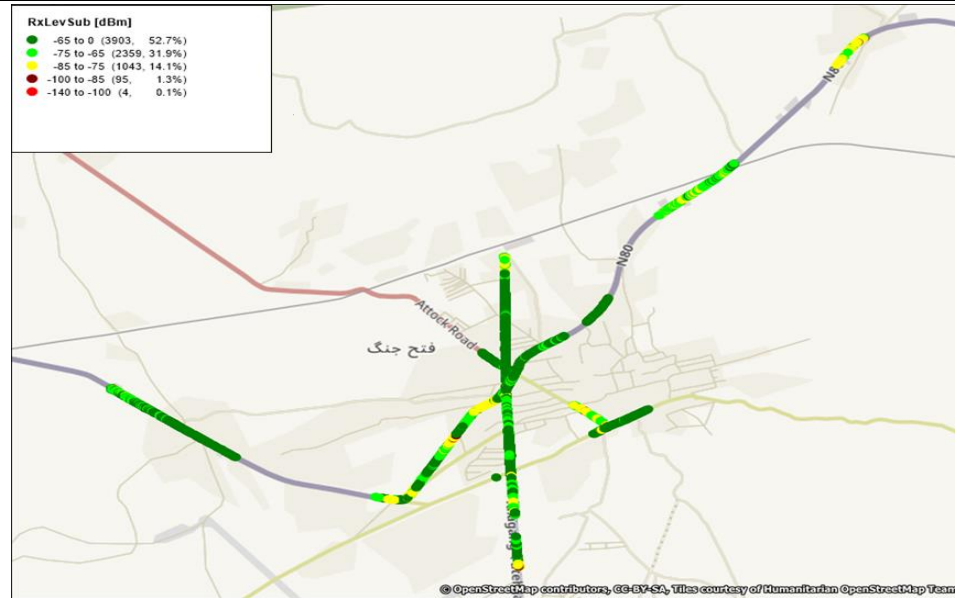 RxLevSub [dBm]
-65 to 0 (3903, 52.7%)
-75 to -65 (2359, 31.9%)
-85 to -75 (1043, 14.1%)
-100 to -85 (95, 1.3%)
-140 to -100 (4, 0.1%)
N80
Attock Road
فتح جنگ
© OpenStreetMap contributors, CC-BY-SA, Tiles courtesy of Humanitarian OpenStreetMap Team